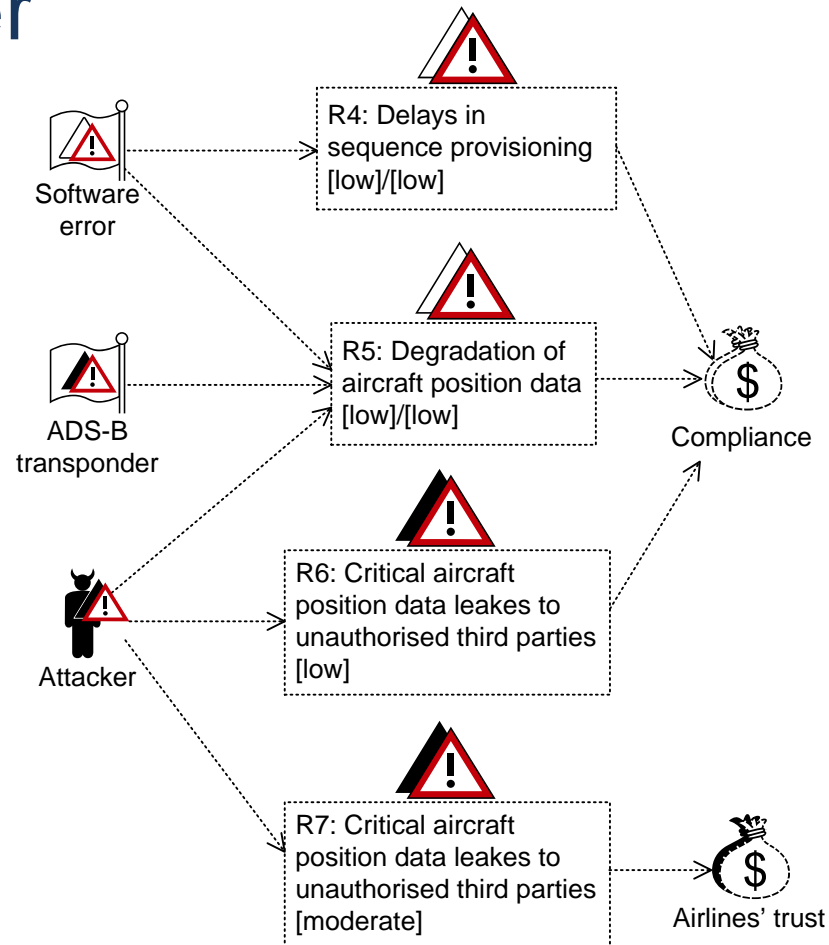 er
R4: Delays in
sequence provisioning
[low]/[low]
Software
error
R5: Degradation of
aircraft position data
[low]/[low]
ADS-B
transponder
$
Compliance
R6: Critical aircraft
position data leakes to
unauthorised third parties
[low]
Attacker
R7: Critical aircraft
position data leakes to
unauthorised third parties
[moderate]
$
Airlines' trust